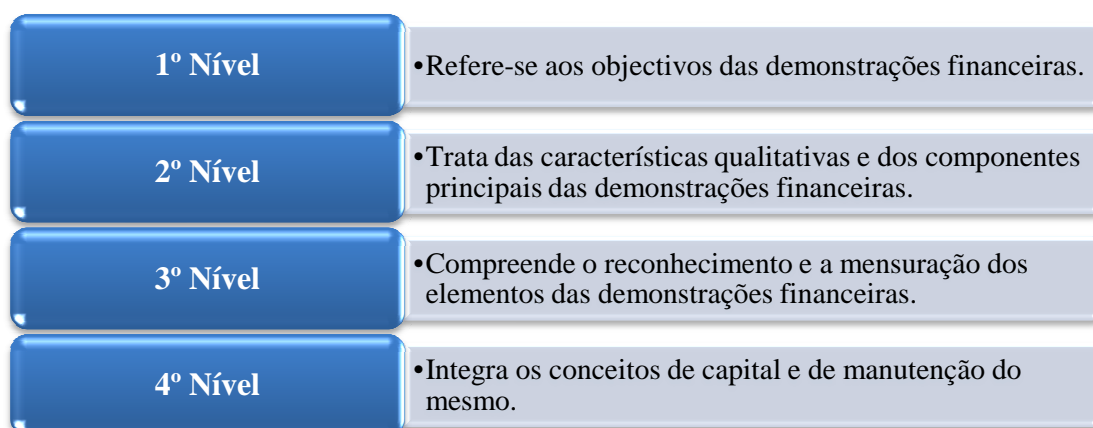 1º Nível
•Refere-se aos objectivos das demonstrações financeiras.
2º Nível
•Trata das características qualitativas e dos componentes
principais das demonstrações financeiras.
3º Nível
•Compreende o reconhecimento e a mensuração dos
elementos das demonstrações financeiras.
4º Nível
•Integra os conceitos de capital e de manutenção do
mesmo.